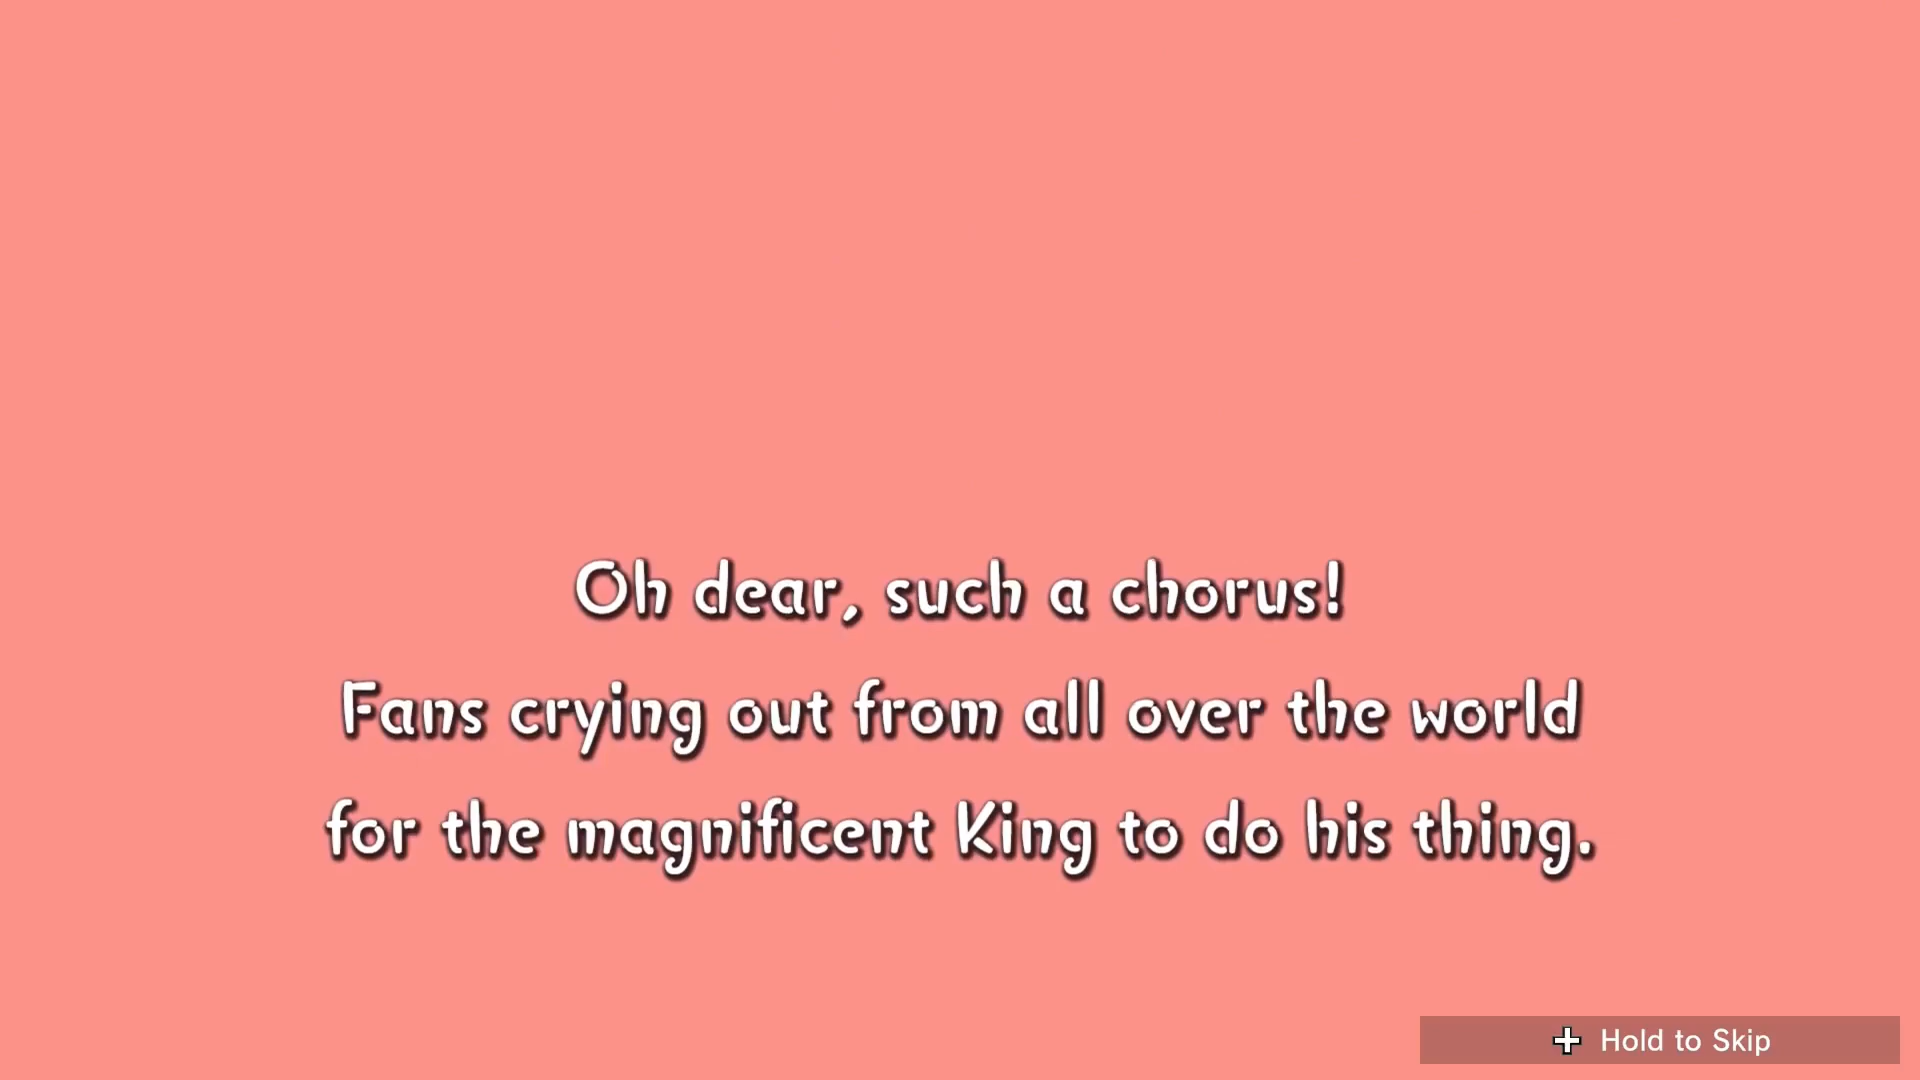 Oh dear, such a chorus!
Fans crying out from all over the world
for the magnificent King to do his thing.
Hold to Skip